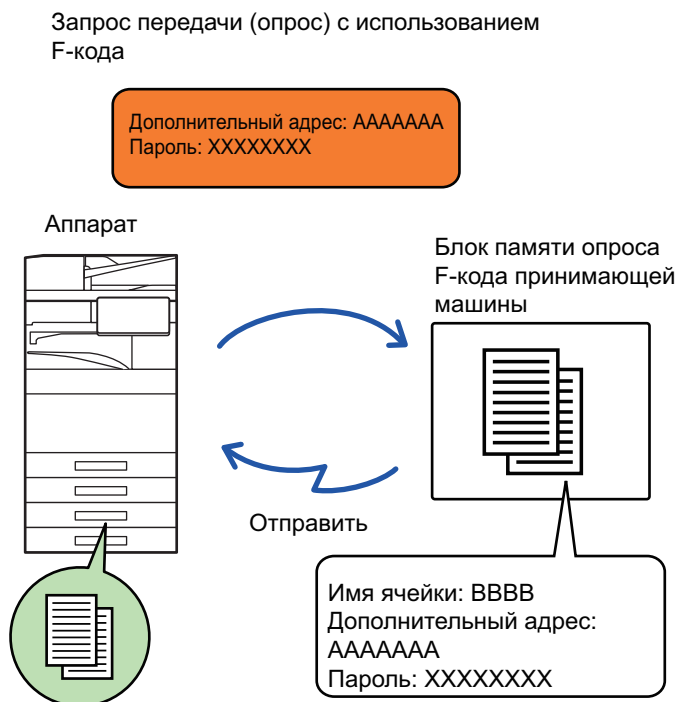 Запрос передачи (опрос) с использованием
F-кода
Дополнительный адрес: AAAAAAA
Пароль: XXXXXXXX
Аппарат
Блок памяти опроса
F-кода принимающей
машины
Отправить
Имя ячейки: BBBB
Дополнительный адрес:
AAAAAAA
Пароль: XXXXXXXX